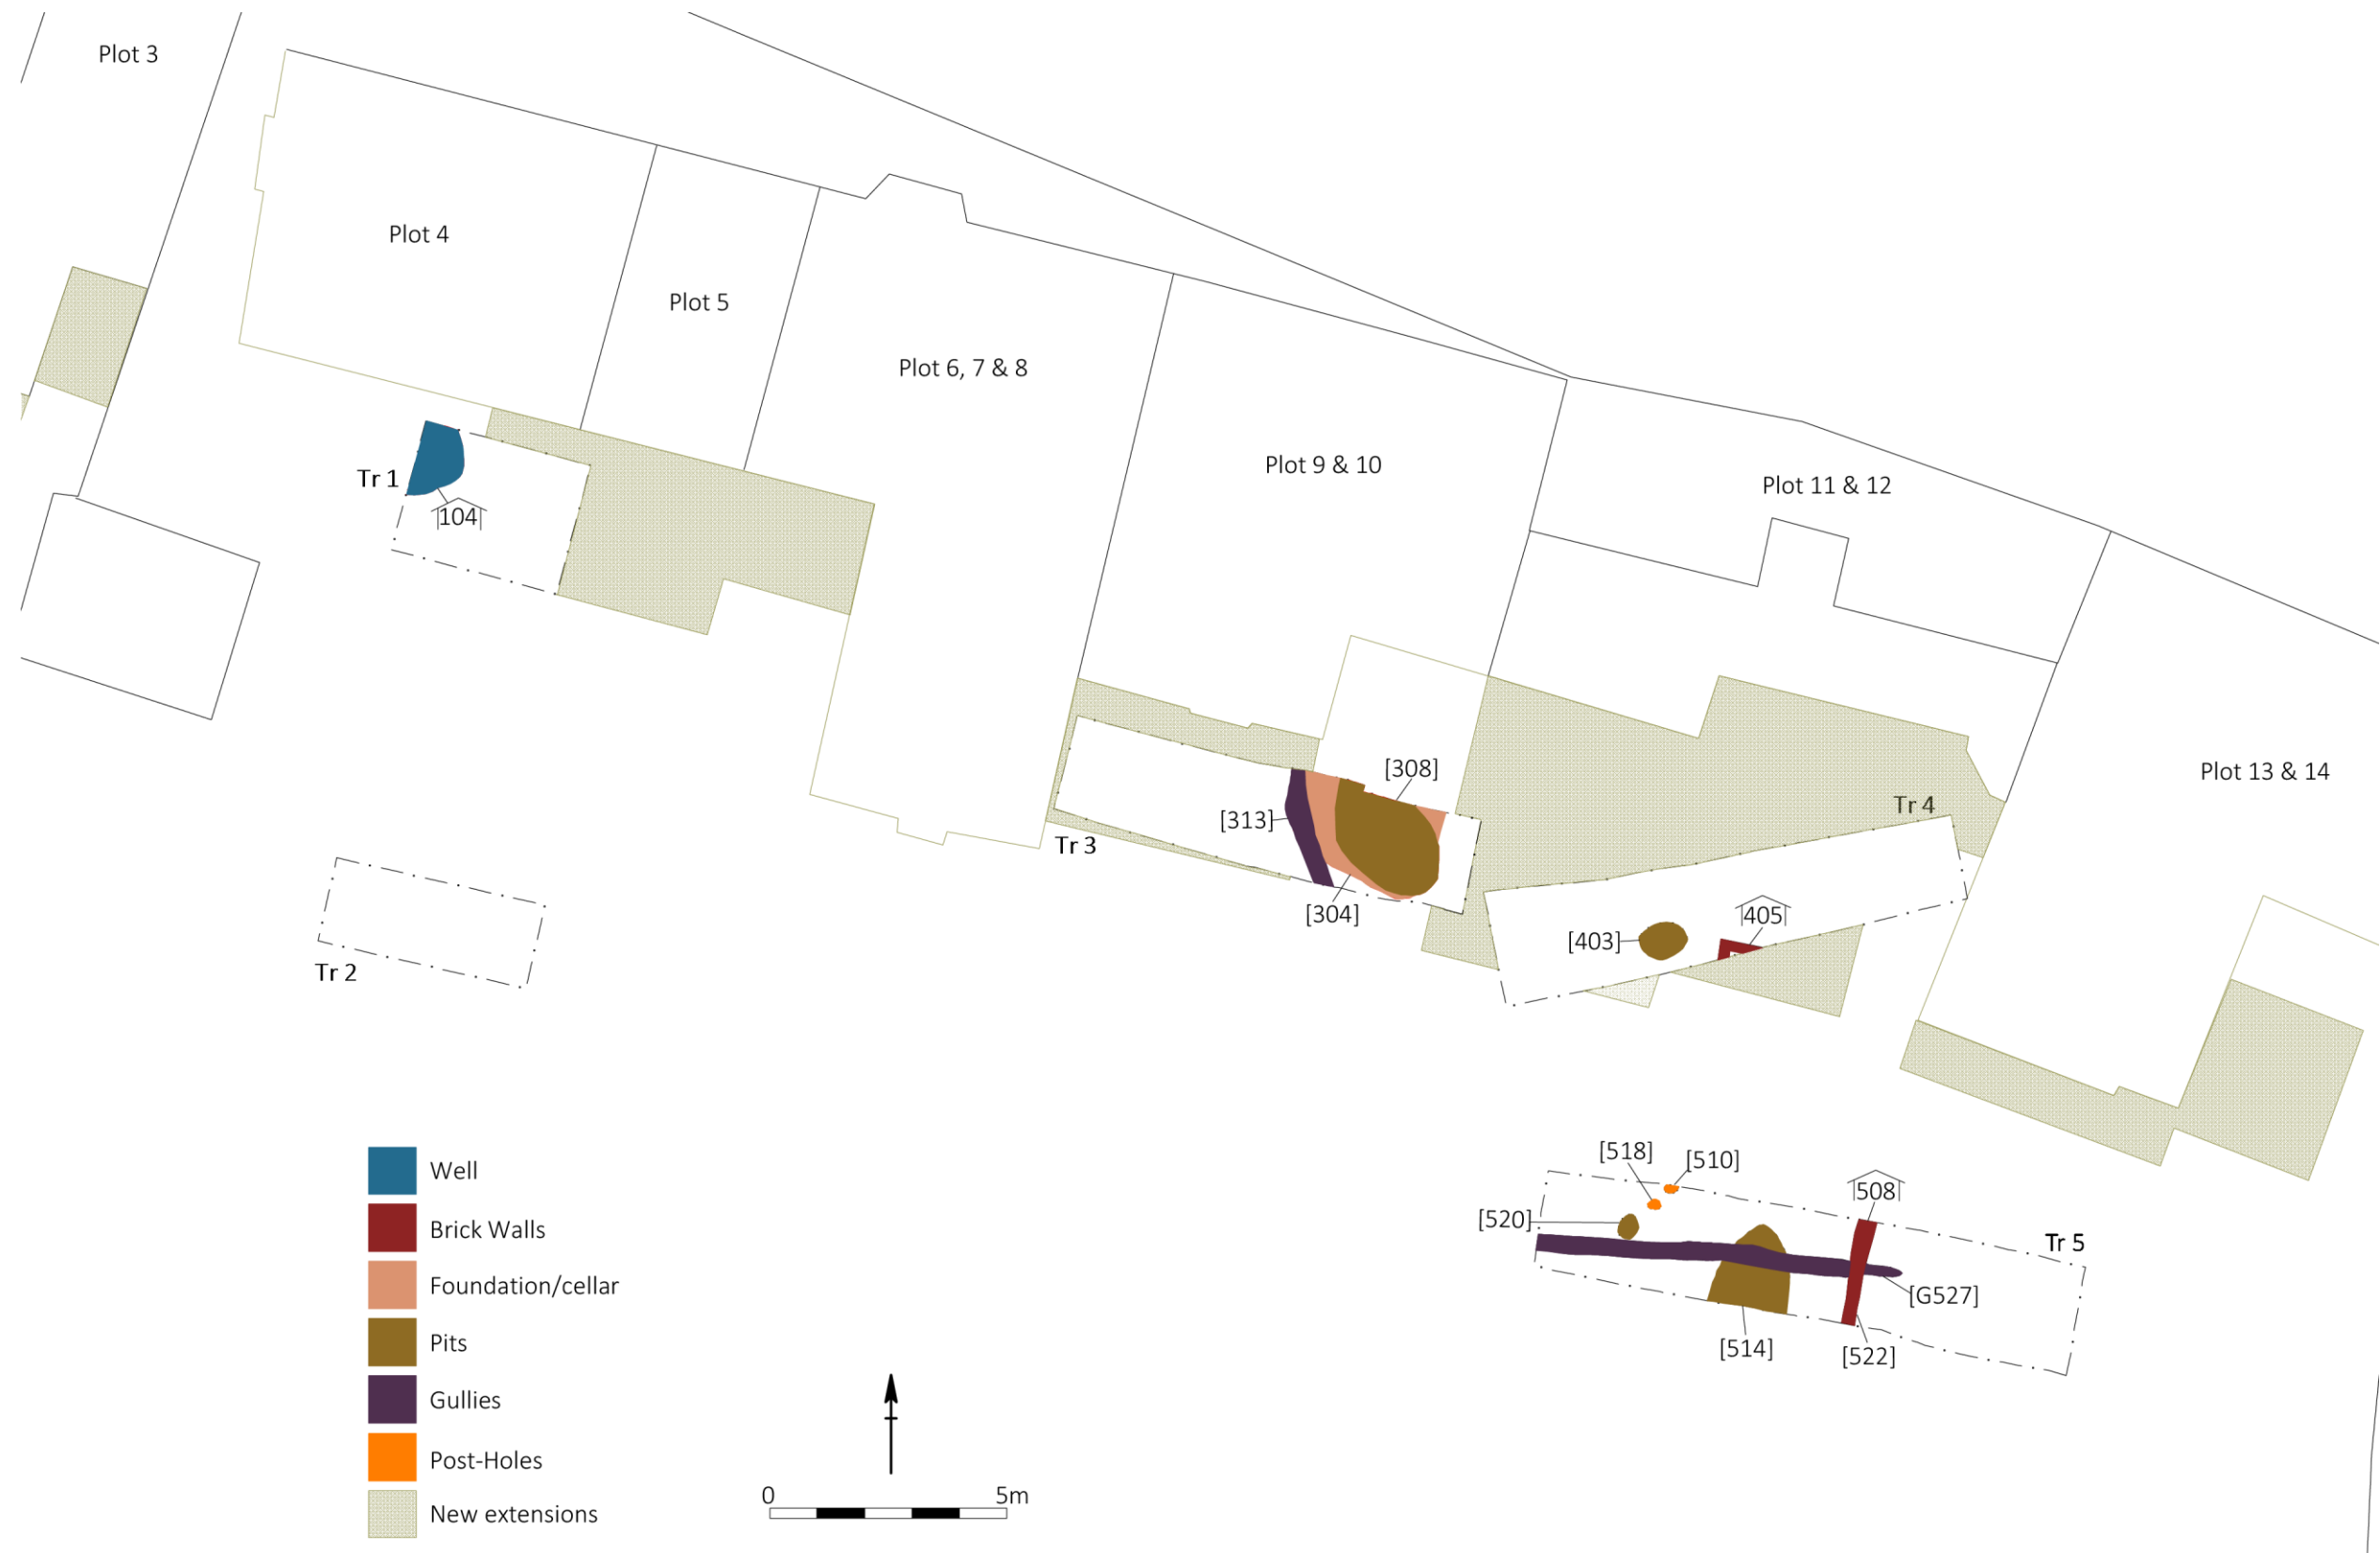 Plot 3
Plot 4
Plot 5
Plot 6, 7 & 8
Plot 9 & 10
Plot 11 & 12
Plot 13 & 14
Tr 1
104
[308]
[313]
Tr 3
[304]
Tr 4
405
[403]
Tr 2
[518]
[510]
508
[520]
Tr 5
[G527]
[514]
[522]
Well
Brick Walls
Foundation/cellar
Pits
Gullies
Post-Holes
New extensions
0 5m